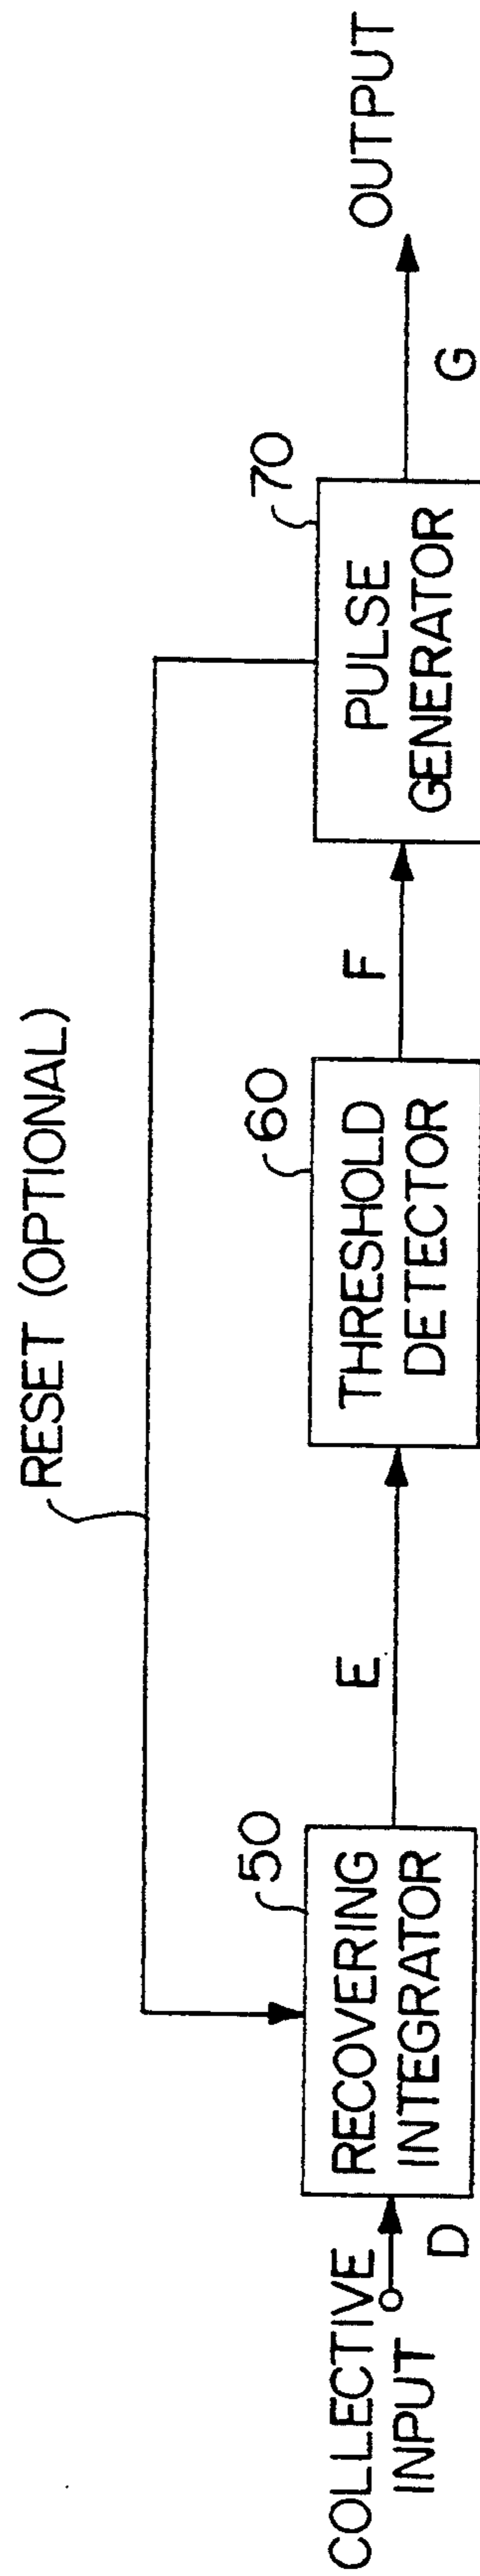 RESET (OPTIONAL)
COLLECTIVE
INPUT
D
50
RECOVERING
INTEGRATOR
E
60
THRESHOLD
DETECTOR
F
70
PULSE
GENERATOR
G
OUTPUT